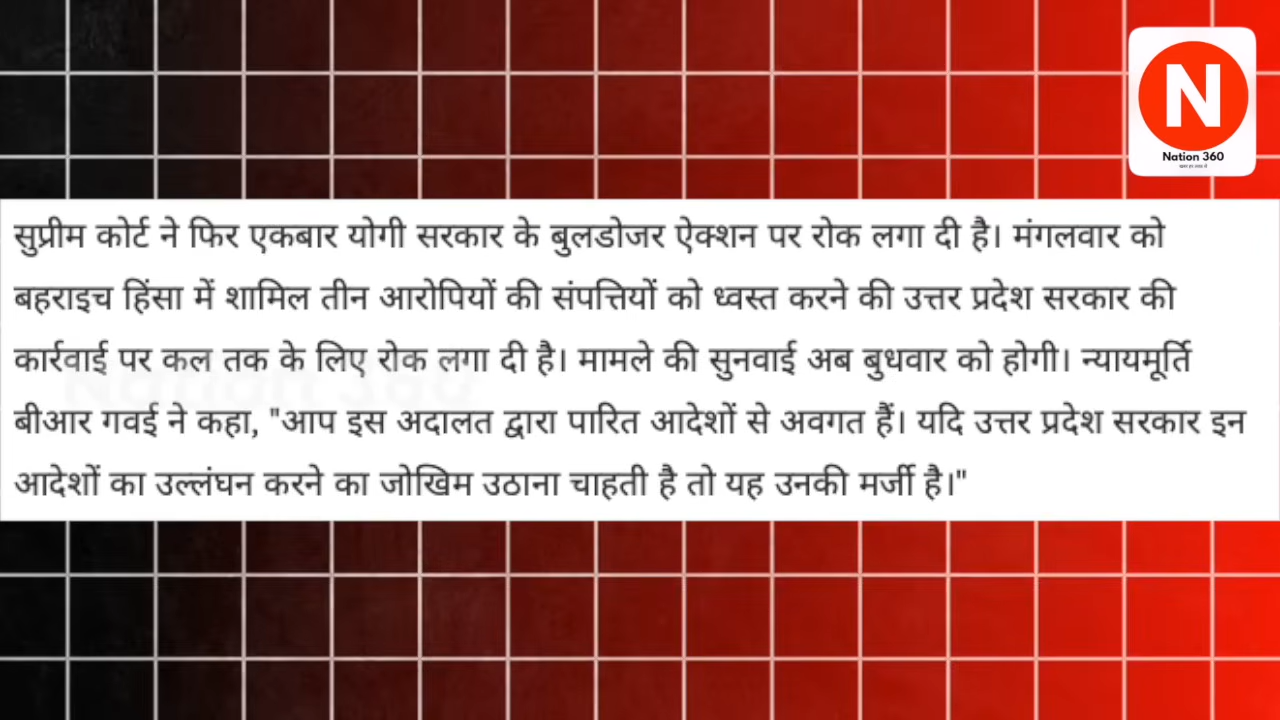 N
Nation 360
सुप्रीम कोर्ट ने फिर एकबार योगी सरकार के बुलडोजर ऐक्शन पर रोक लगा दी है। मंगलवार को
बहराइच हिंसा में शामिल तीन आरोपियों की संपत्तियों को ध्वस्त करने की उत्तर प्रदेश सरकार की
कार्रवाई पर कल तक के लिए रोक लगा दी है। मामले की सुनवाई अब बुधवार को होगी। न्यायमूर्ति
बीआर गवई ने कहा, "आप इस अदालत द्वारा पारित आदेशों से अवगत हैं। यदि उत्तर प्रदेश सरकार इन
आदेशों का उल्लंघन करने का जोखिम उठाना चाहती है तो यह उनकी मर्जी है।"
Nation 360